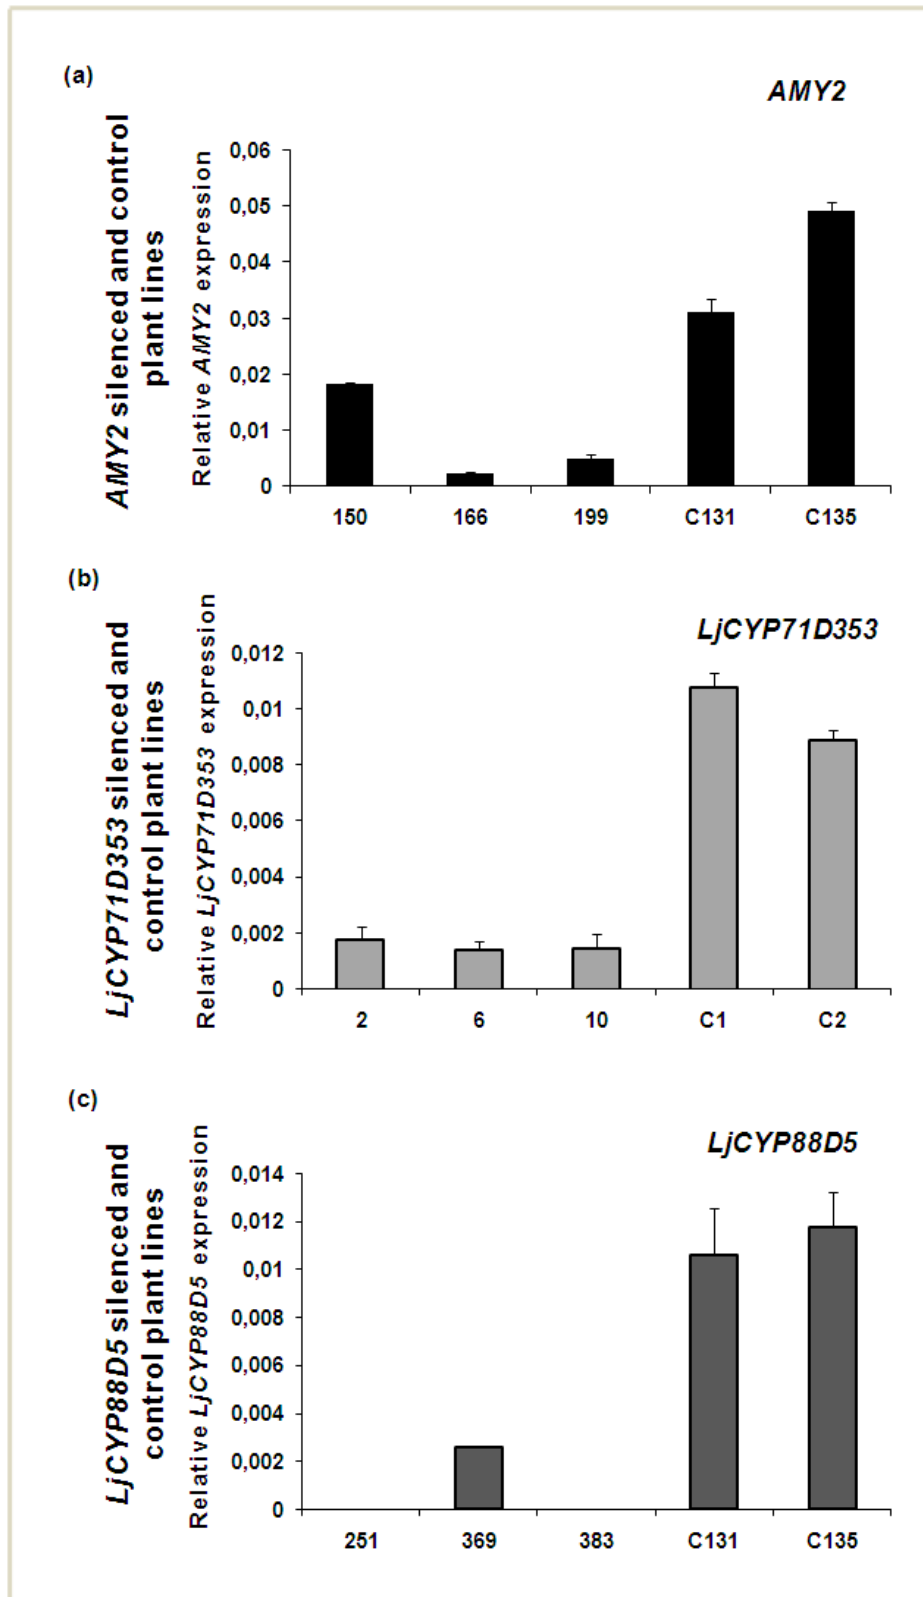 (a)
AMY2
AMY2 silenced and control
plant lines
Relative AMY2 expression
0,06
0,05
0,04
0,03
0,02
0,01
0
150 166 199 C131 C135
(b)
LjCYP71D353
LjCYP71D353 silenced and
control plant lines
Relative LjCYP71D353 expression
0,012
0,01
0,008
0,006
0,004
0,002
0
2 6 10 C1 C2
(c)
LjCYP88D5
LjCYP88D5 silenced and
control plant lines
Relative LjCYP88D5 expression
0,014
0,012
0,01
0,008
0,006
0,004
0,002
0
251 369 383 C131 C135